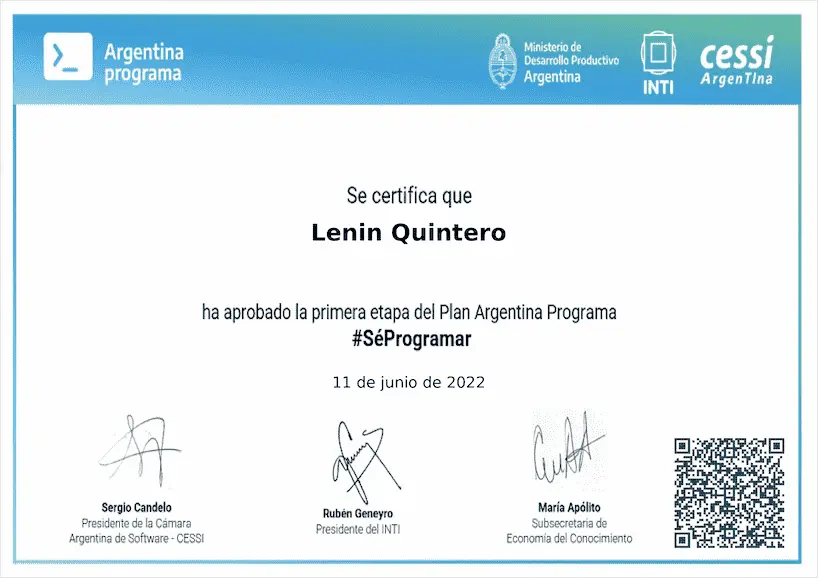 Argentina
programa
Ministerio de
Desarrollo Productivo
Argentina
INTI
cessi
ArgenTIna
Se certifica que
Lenin Quintero
ha aprobado la primera etapa del Plan Argentina Programa
#SéProgramar
11 de junio de 2022
Sergio Candelo
Presidente de la Cámara
Argentina de Software - CESSI
Rubén Geneyro
Presidente del INTI
María Apólito
Subsecretaria de
Economía del Conocimiento